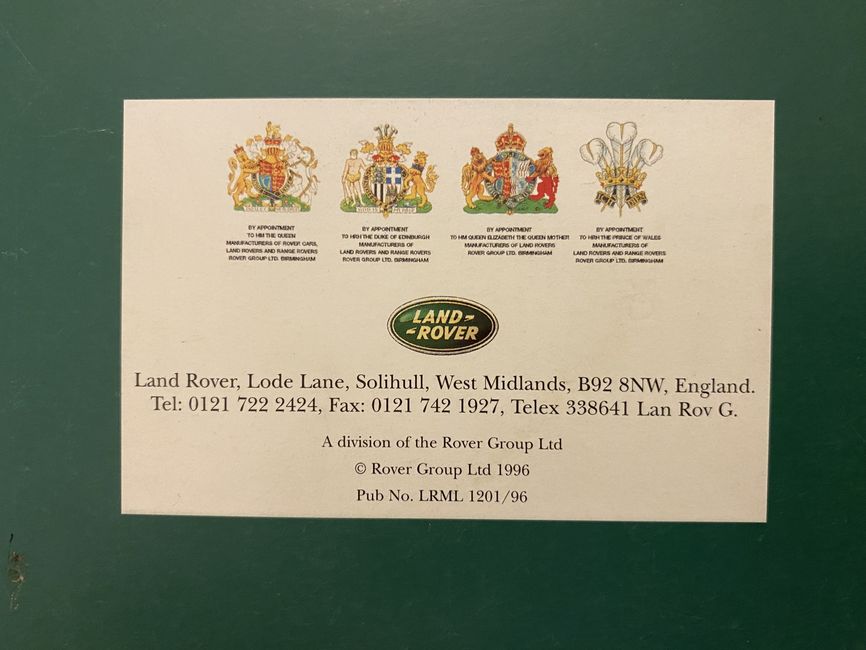 BY APPOINTMENT
TO HM THE QUEEN
MANUFACTURERS OF ROVER CARS,
LAND ROVERS AND RANGE ROVERS
ROVER GROUP LTD. BIRMINGHAM
BY APPOINTMENT
TO HRH THE DUKE OF EDINBURGH
MANUFACTURERS OF
LAND ROVERS AND RANGE ROVERS
ROVER GROUP LTD. BIRMINGHAM
BY APPOINTMENT
TO HM QUEEN ELIZABETH THE QUEEN MOTHER
MANUFACTURERS OF LAND ROVERS
ROVER GROUP LTD. BIRMINGHAM
BY APPOINTMENT
TO HRH THE PRINCE OF WALES
MANUFACTURERS OF
LAND ROVERS AND RANGE ROVERS
ROVER GROUP LTD. BIRMINGHAM
LAND-
-ROVER
Land Rover, Lode Lane, Solihull, West Midlands, B92 8NW, England.
Tel: 0121 722 2424, Fax: 0121 742 1927, Telex 338641 Lan Rov G.
A division of the Rover Group Ltd
© Rover Group Ltd 1996
Pub No. LRML 1201/96